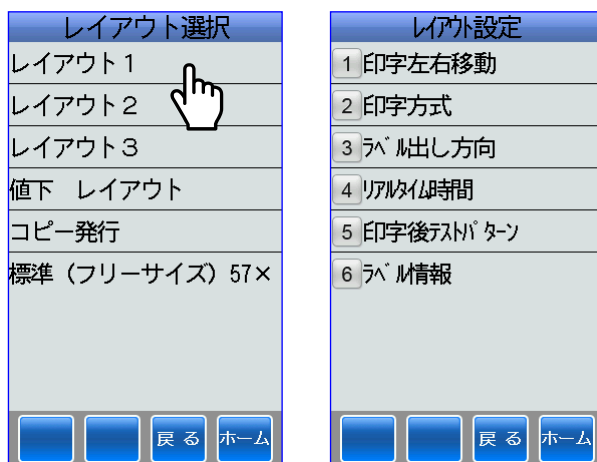 レイアウト選択
レイアウト１
レイアウト２
レイアウト３
値下　レイアウト
コピー発行
標準（フリーサイズ）57×
戻る
ホーム
ﾚｲｱｳﾄ設定
1 印字左右移動
2 印字方式
3 ﾗﾍﾞﾙ出し方向
4 ﾘｱﾙﾀｲﾑ時間
5 印字後ﾃｽﾄﾊﾟﾀｰﾝ
6 ﾗﾍﾞﾙ情報
戻る
ホーム